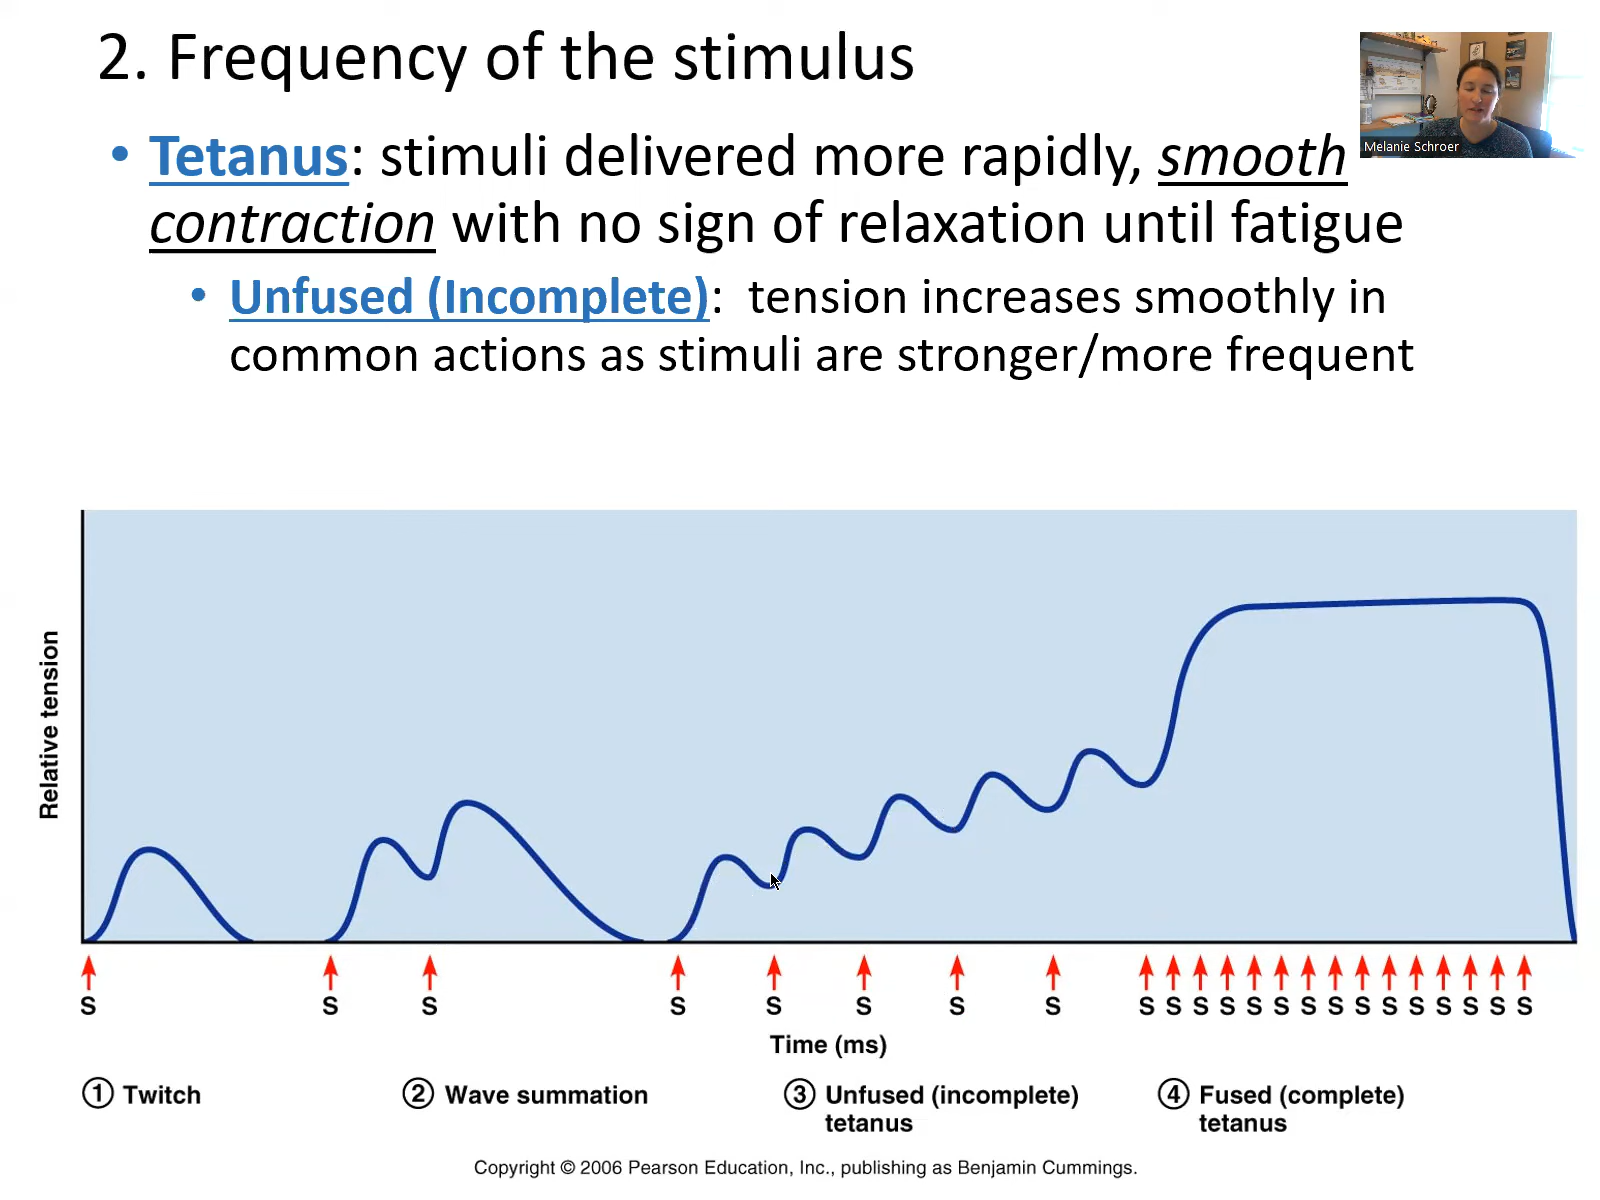 2. Frequency of the stimulus
Melanie Schroer
• Tetanus: stimuli delivered more rapidly, smooth
contraction with no sign of relaxation until fatigue
• Unfused (Incomplete):  tension increases smoothly in
common actions as stimuli are stronger/more frequent
Relative tension
S S S S S S S S S S S S S S S S S S S S S S S
Time (ms)
① Twitch ② Wave summation ③ Unfused (incomplete) ④ Fused (complete)
tetanus tetanus
Copyright © 2006 Pearson Education, Inc., publishing as Benjamin Cummings.